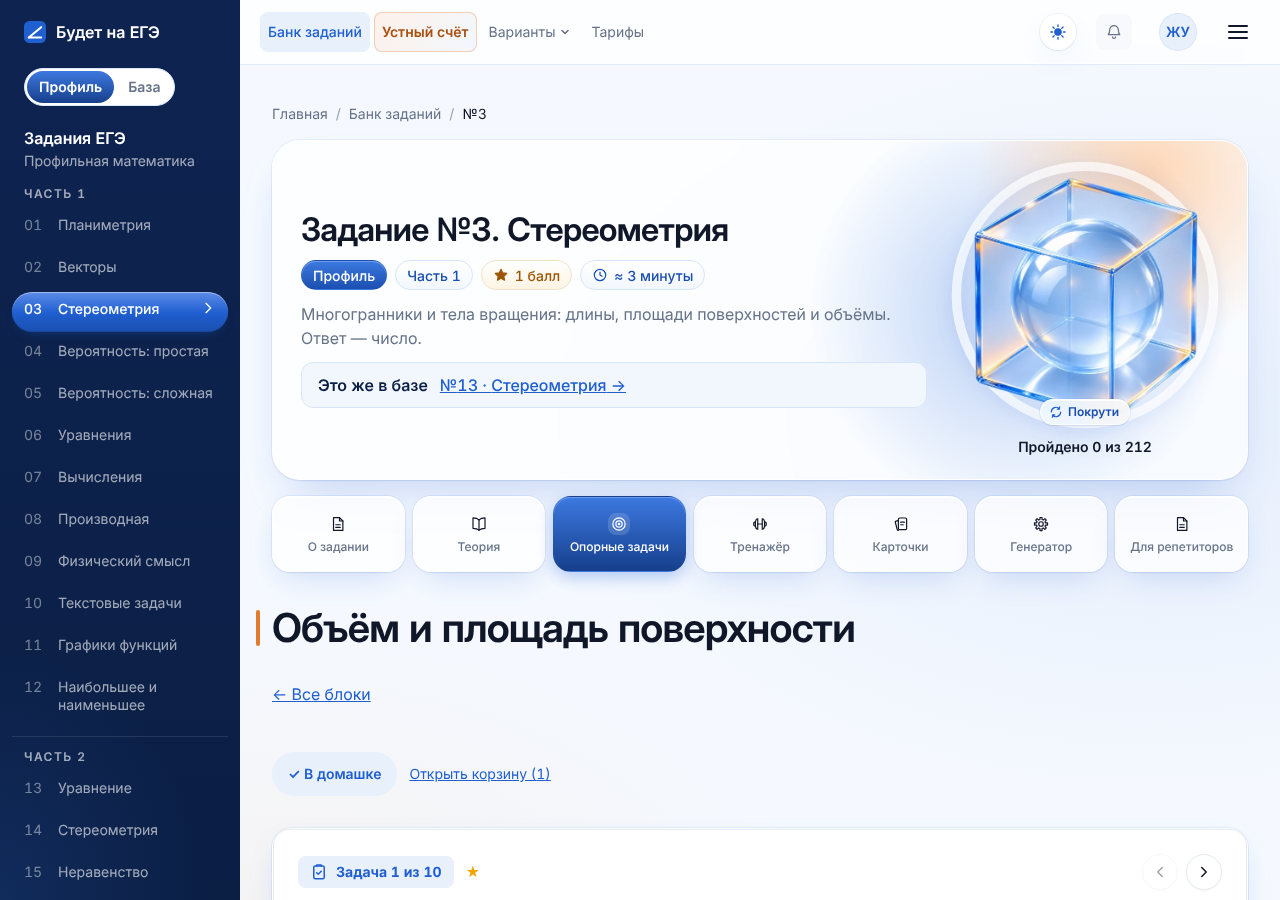 Будет на ЕГЭ
Профиль База
Задания ЕГЭ
Профильная математика
ЧАСТЬ 1
01 Планиметрия
02 Векторы
03 Стереометрия
04 Вероятность: простая
05 Вероятность: сложная
06 Уравнения
07 Вычисления
08 Производная
09 Физический смысл
10 Текстовые задачи
11 Графики функций
12 Наибольшее и
наименьшее
ЧАСТЬ 2
13 Уравнение
14 Стереометрия
15 Неравенство
Банк заданий Устный счёт Варианты Тарифы
ЖУ
Главная / Банк заданий / №3
Задание №3. Стереометрия
Профиль Часть 1 ★ 1 балл ≈ 3 минуты
Многогранники и тела вращения: длины, площади поверхностей и объёмы.
Ответ — число.
Это же в базе №13 · Стереометрия →
Покрути
Пройдено 0 из 212
О задании Теория Опорные задачи Тренажёр Карточки Генератор Для репетиторов
Объём и площадь поверхности
← Все блоки
✓ В домашке Открыть корзину (1)
Задача 1 из 10 ★